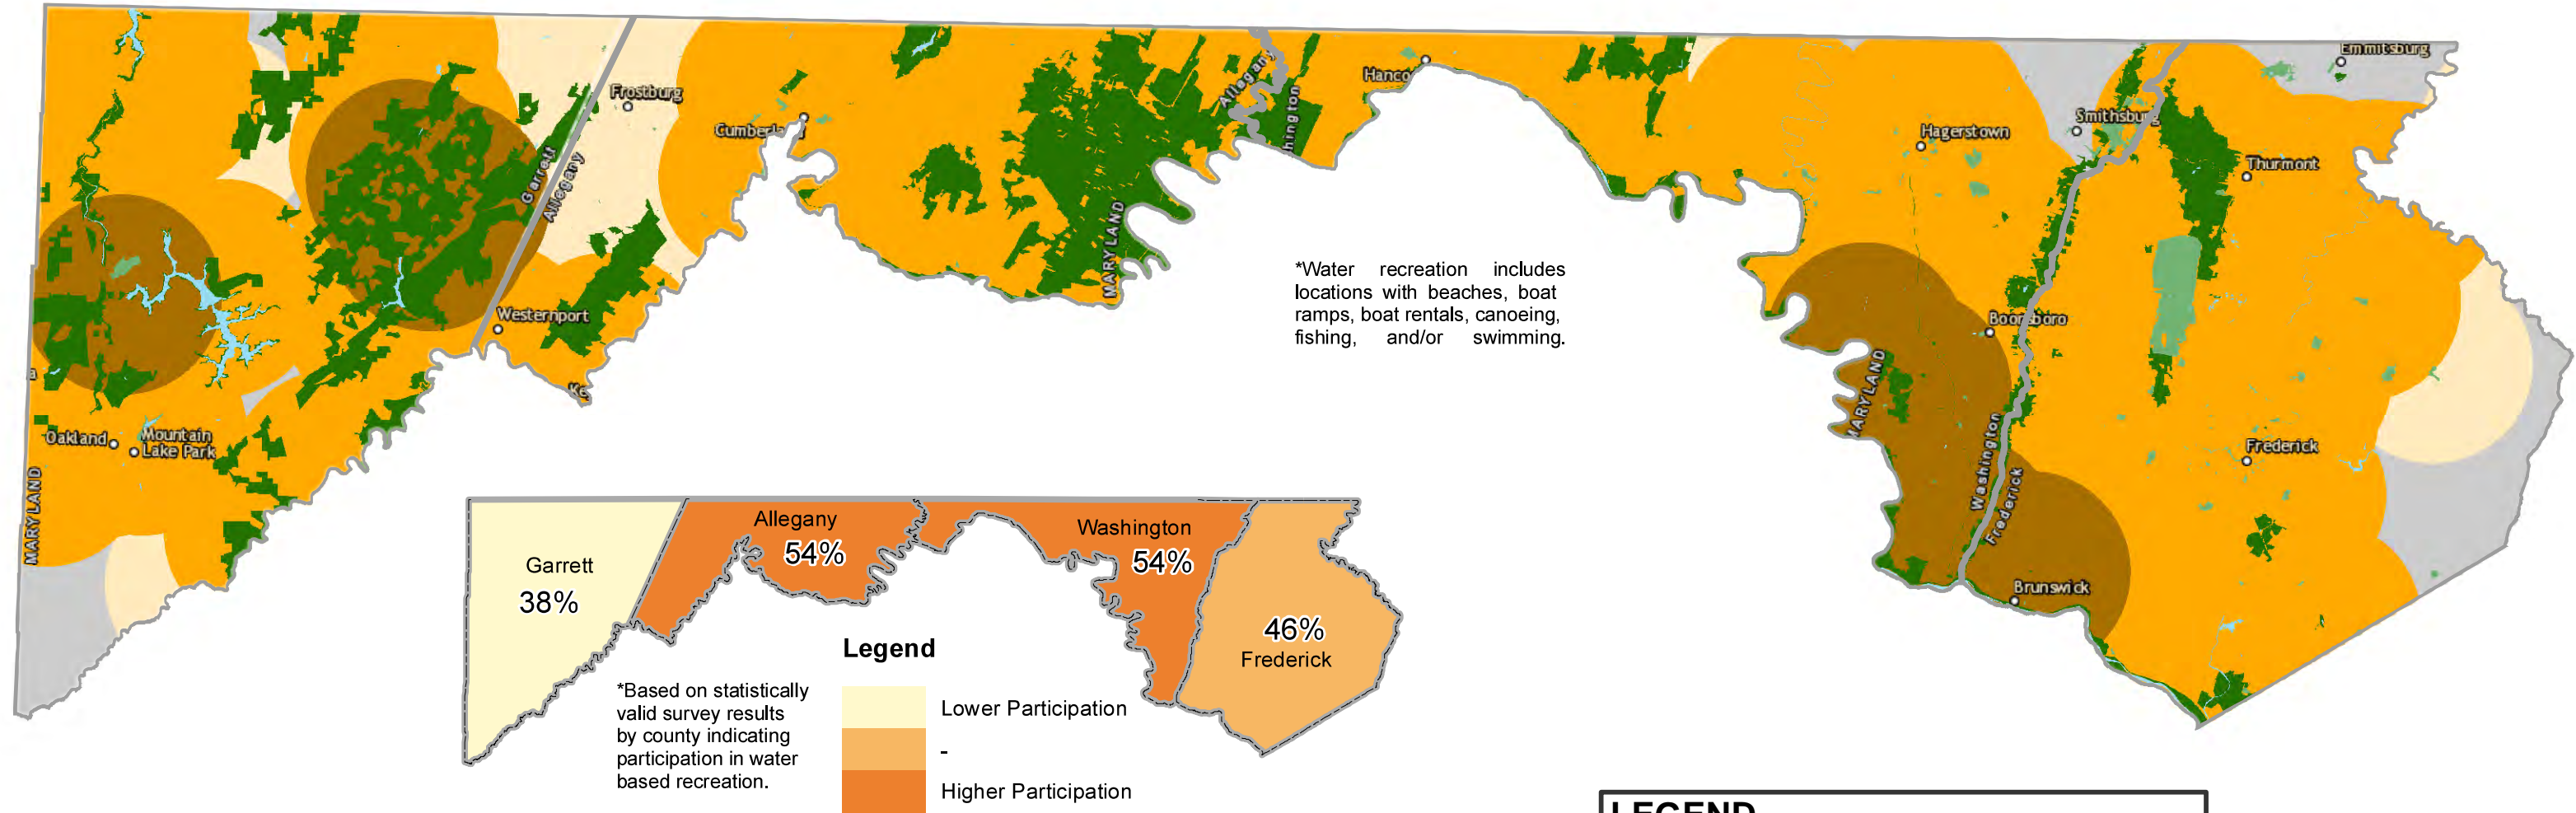 Emmitsburg
Frostburg
Allegany
Washington
Hanco
Smithsburg
Cumberla
Hagerstown
Thurmont
Garrett
Allegany
MARYLAND
*Water recreation includes
locations with beaches, boat
ramps, boat rentals, canoeing,
fishing, and/or swimming.
Westernport
Boonsboro
MARYLAND
Oakland
Mountain
Lake Park
Frederick
MARYLAND
Washington
Frederick
Brunswick
Garrett
38%
Allegany
54%
Washington
54%
46%
Frederick
Legend
*Based on statistically
valid survey results
by county indicating
participation in water
based recreation.
Lower Participation
-
Higher Participation
LEGEND